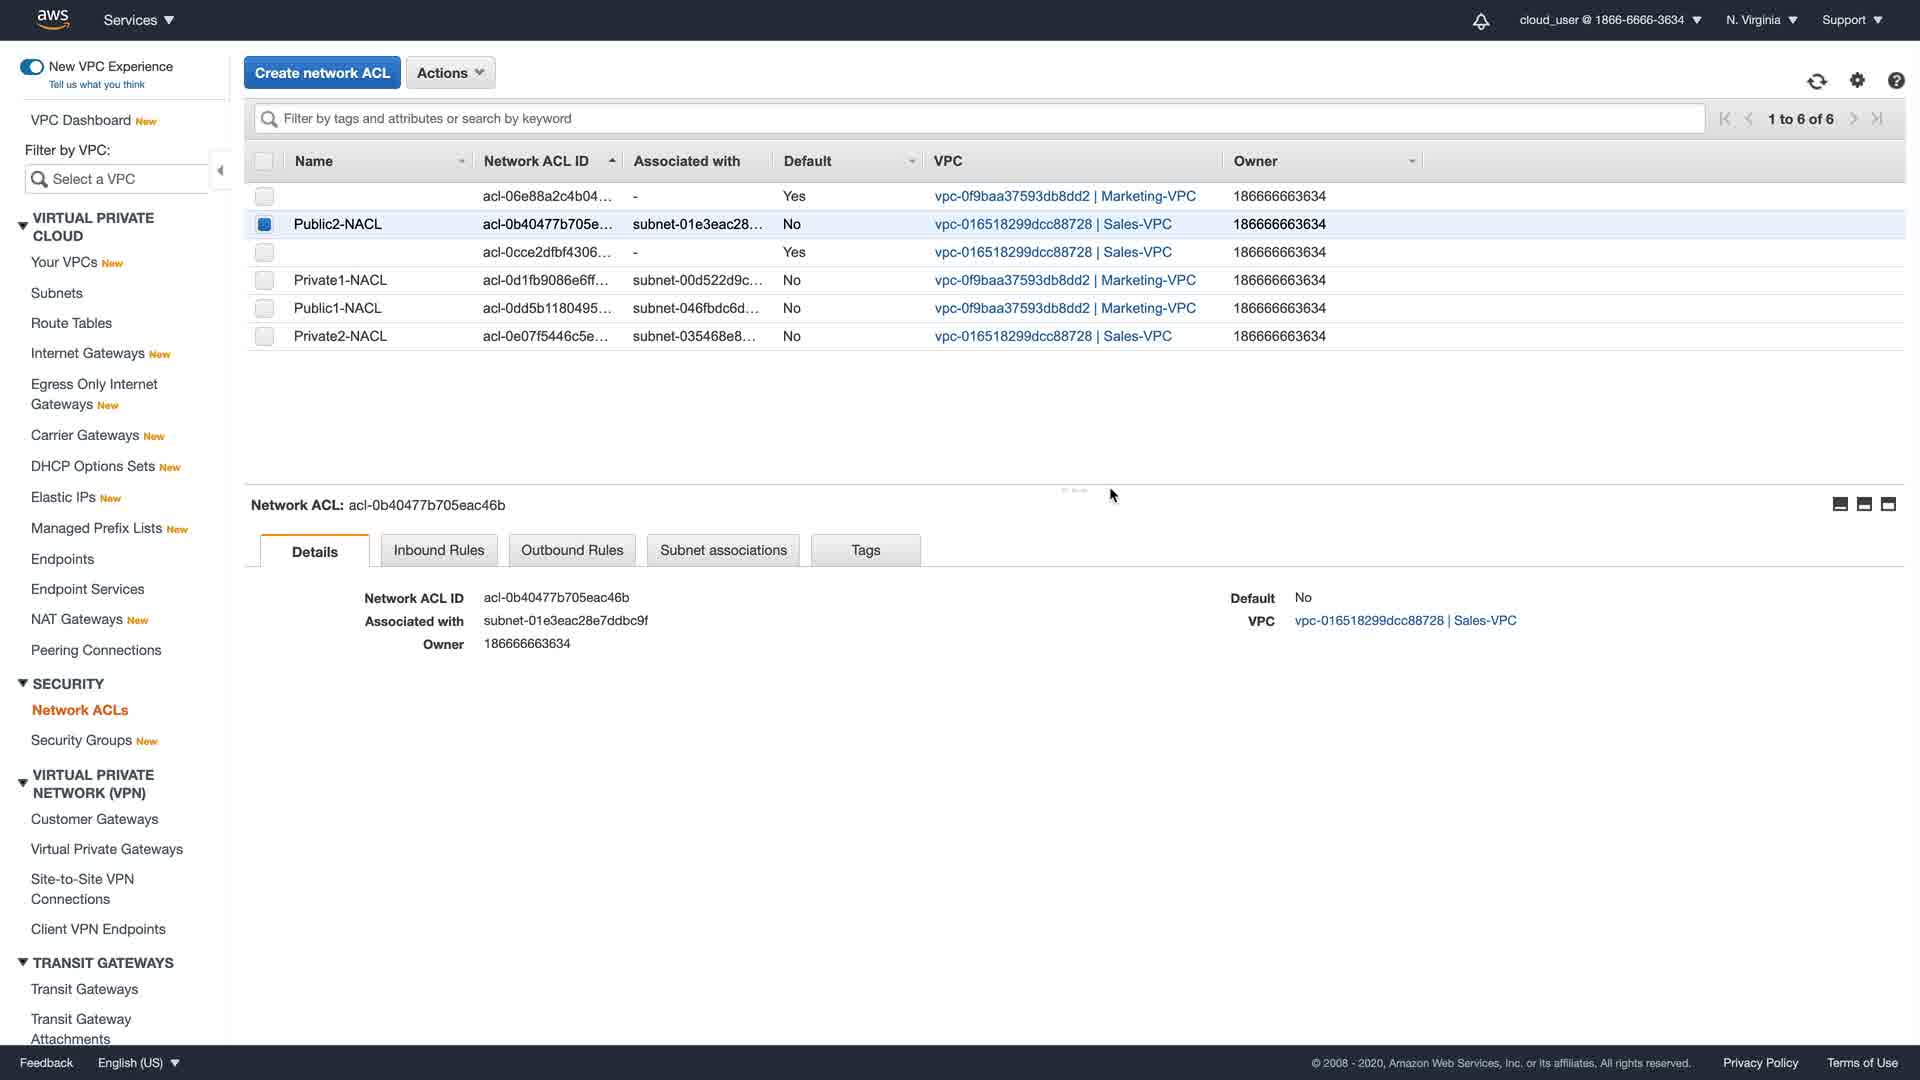 aws
Services
cloud_user @ 1866-6666-3634
N. Virginia
Support
New VPC Experience
Tell us what you think
VPC Dashboard New
Filter by VPC:
Select a VPC
VIRTUAL PRIVATE
CLOUD
Your VPCs New
Subnets
Route Tables
Internet Gateways New
Egress Only Internet
Gateways New
Carrier Gateways New
DHCP Options Sets New
Elastic IPs New
Managed Prefix Lists New
Endpoints
Endpoint Services
NAT Gateways New
Peering Connections
SECURITY
Network ACLs
Security Groups New
VIRTUAL PRIVATE
NETWORK (VPN)
Customer Gateways
Virtual Private Gateways
Site-to-Site VPN
Connections
Client VPN Endpoints
TRANSIT GATEWAYS
Transit Gateways
Transit Gateway
Attachments
Create network ACL
Actions
Filter by tags and attributes or search by keyword
1 to 6 of 6
Name Network ACL ID Associated with Default VPC Owner
acl-06e88a2c4b04... - Yes vpc-0f9baa37593db8dd2 | Marketing-VPC 186666663634
Public2-NACL acl-0b40477b705e... subnet-01e3eac28... No vpc-016518299dcc88728 | Sales-VPC 186666663634
acl-0cce2dfbf4306... - Yes vpc-016518299dcc88728 | Sales-VPC 186666663634
Private1-NACL acl-0d1fb9086e6ff... subnet-00d522d9c... No vpc-0f9baa37593db8dd2 | Marketing-VPC 186666663634
Public1-NACL acl-0dd5b1180495... subnet-046fbdc6d... No vpc-0f9baa37593db8dd2 | Marketing-VPC 186666663634
Private2-NACL acl-0e07f5446c5e... subnet-035468e8... No vpc-016518299dcc88728 | Sales-VPC 186666663634
Network ACL: acl-0b40477b705eac46b
Details Inbound Rules Outbound Rules Subnet associations Tags
Network ACL ID acl-0b40477b705eac46b Default No
Associated with subnet-01e3eac28e7ddbc9f VPC vpc-016518299dcc88728 | Sales-VPC
Owner 186666663634
Feedback
English (US)
© 2008 - 2020, Amazon Web Services, Inc. or its affiliates. All rights reserved.
Privacy Policy
Terms of Use